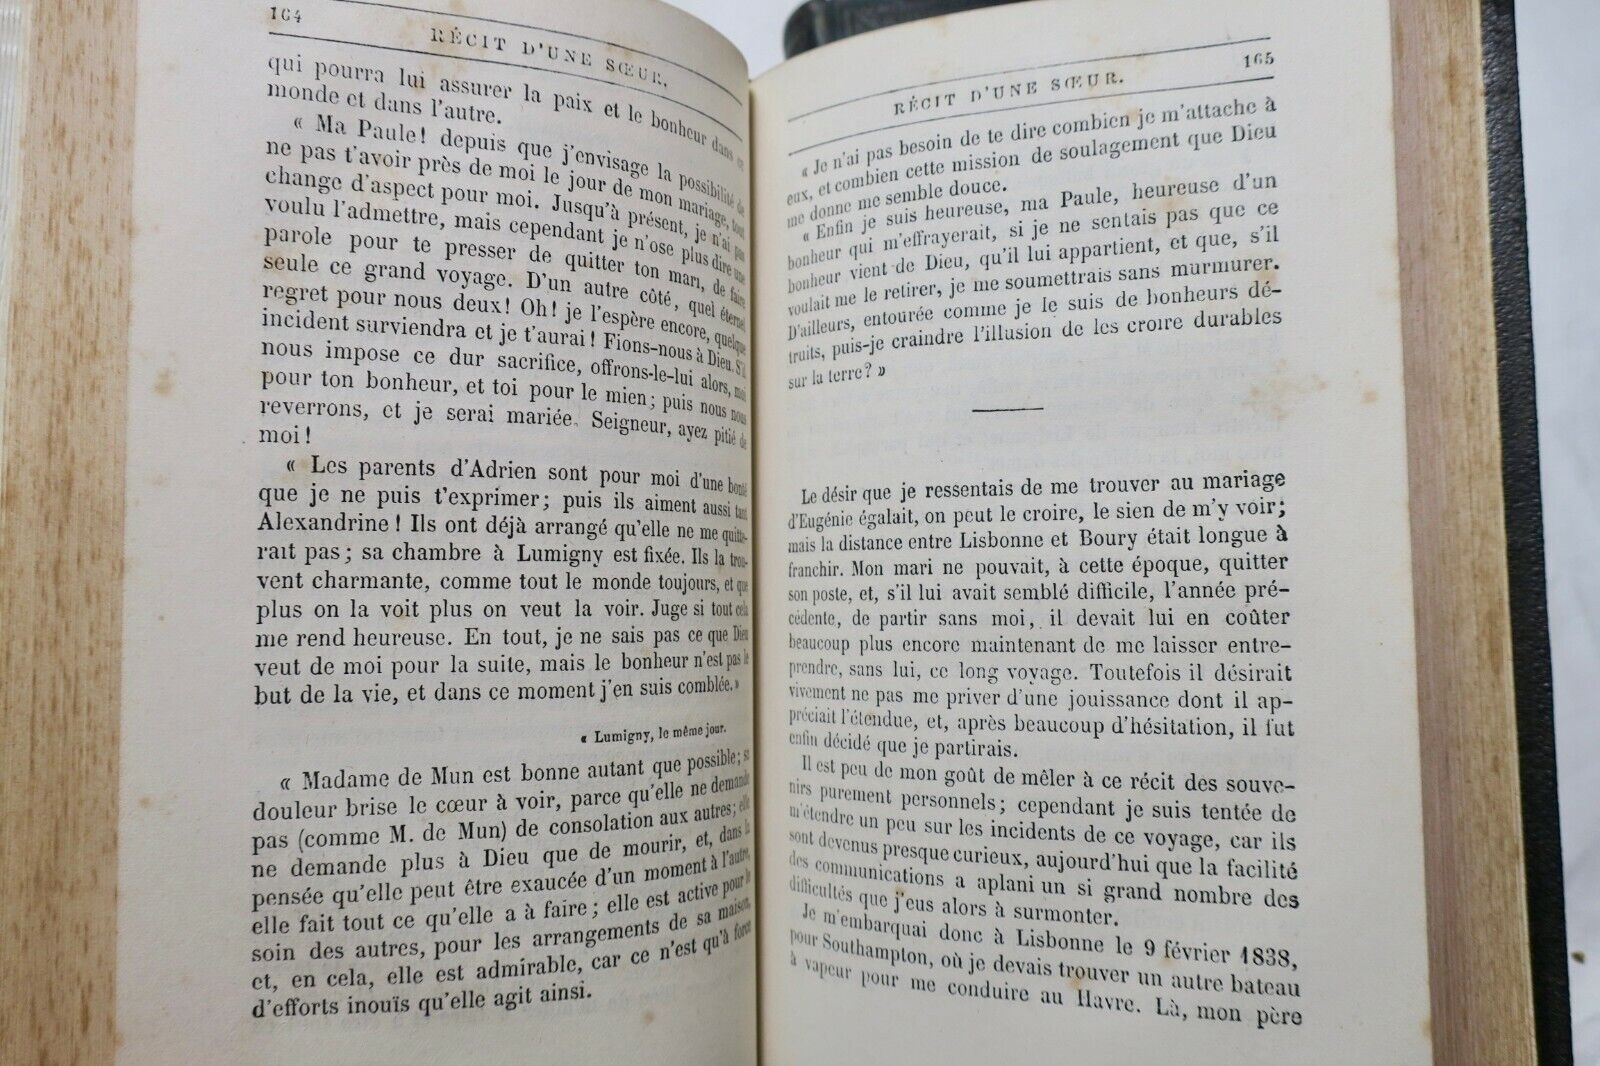 164
RÉCIT D'UNE SŒUR.
qui pourra lui assurer la paix et le bonheur dans ce
monde et dans l'autre.
« Ma Paule! depuis que j'envisage la possibilité de
ne pas t'avoir près de moi le jour de mon mariage, tout
change d'aspect pour moi. Jusqu'à présent, je n'ai pas
voulu l'admettre, mais cependant je n'ose plus dire une
parole pour te presser de quitter ton mari, de faire
seule ce grand voyage. D'un autre côté, quel éternel
regret pour nous deux! Oh! je l'espère encore, quelque
incident surviendra et je t'aurai! Fions-nous à Dieu. S'il
nous impose ce dur sacrifice, offrons-le-lui alors, moi
pour ton bonheur, et toi pour le mien; puis nous nous
reverrons, et je serai mariée. Seigneur, ayez pitié de
moi!
« Les parents d'Adrien sont pour moi d'une bonté
que je ne puis t'exprimer; puis ils aiment aussi tant
Alexandrine! Ils ont déjà arrangé qu'elle ne me quitte-
rait pas; sa chambre à Lumigny est fixée. Ils la trou-
vent charmante, comme tout le monde toujours, et que
plus on la voit plus on veut la voir. Juge si tout cela
me rend heureuse. En tout, je ne sais pas ce que Dieu
veut de moi pour la suite, mais le bonheur n'est pas le
but de la vie, et dans ce moment j'en suis comblée.»
« Lumigny, le même jour.
« Madame de Mun est bonne autant que possible; sa
douleur brise le cœur à voir, parce qu'elle ne demande
pas (comme M. de Mun) de consolation aux autres; elle
ne demande plus à Dieu que de mourir, et, dans la
pensée qu'elle peut être exaucée d'un moment à l'autre,
elle fait tout ce qu'elle a à faire; elle est active pour le
soin des autres, pour les arrangements de sa maison,
et, en cela, elle est admirable, car ce n'est qu'à force
d'efforts inouïs qu'elle agit ainsi.
165
RÉCIT D'UNE SŒUR.
« Je n'ai pas besoin de te dire combien je m'attache à
eux, et combien cette mission de soulagement que Dieu
me donne me semble douce.
« Enfin je suis heureuse, ma Paule, heureuse d'un
bonheur qui m'effrayerait, si je ne sentais pas que ce
bonheur vient de Dieu, qu'il lui appartient, et que, s'il
voulait me le retirer, je me soumettrais sans murmurer.
D'ailleurs, entourée comme je le suis de bonheurs dé-
truits, puis-je craindre l'illusion de les croire durables
sur la terre? »
Le désir que je ressentais de me trouver au mariage
d'Eugénie égalait, on peut le croire, le sien de m'y voir;
mais la distance entre Lisbonne et Boury était longue à
franchir. Mon mari ne pouvait, à cette époque, quitter
son poste, et, s'il lui avait semblé difficile, l'année pré-
cédente, de partir sans moi, il devait lui en coûter
beaucoup plus encore maintenant de me laisser entre-
prendre, sans lui, ce long voyage. Toutefois il désirait
vivement ne pas me priver d'une jouissance dont il ap-
préciait l'étendue, et, après beaucoup d'hésitation, il fut
enfin décidé que je partirais.
Il est peu de mon goût de mêler à ce récit des souve-
nirs purement personnels; cependant je suis tentée de
m'étendre un peu sur les incidents de ce voyage, car ils
sont devenus presque curieux, aujourd'hui que la facilité
des communications a aplani un si grand nombre des
difficultés que j'eus alors à surmonter.
Je m'embarquai donc à Lisbonne le 9 février 1838,
pour Southampton, où je devais trouver un autre bateau
à vapeur pour me conduire au Havre. Là, mon père